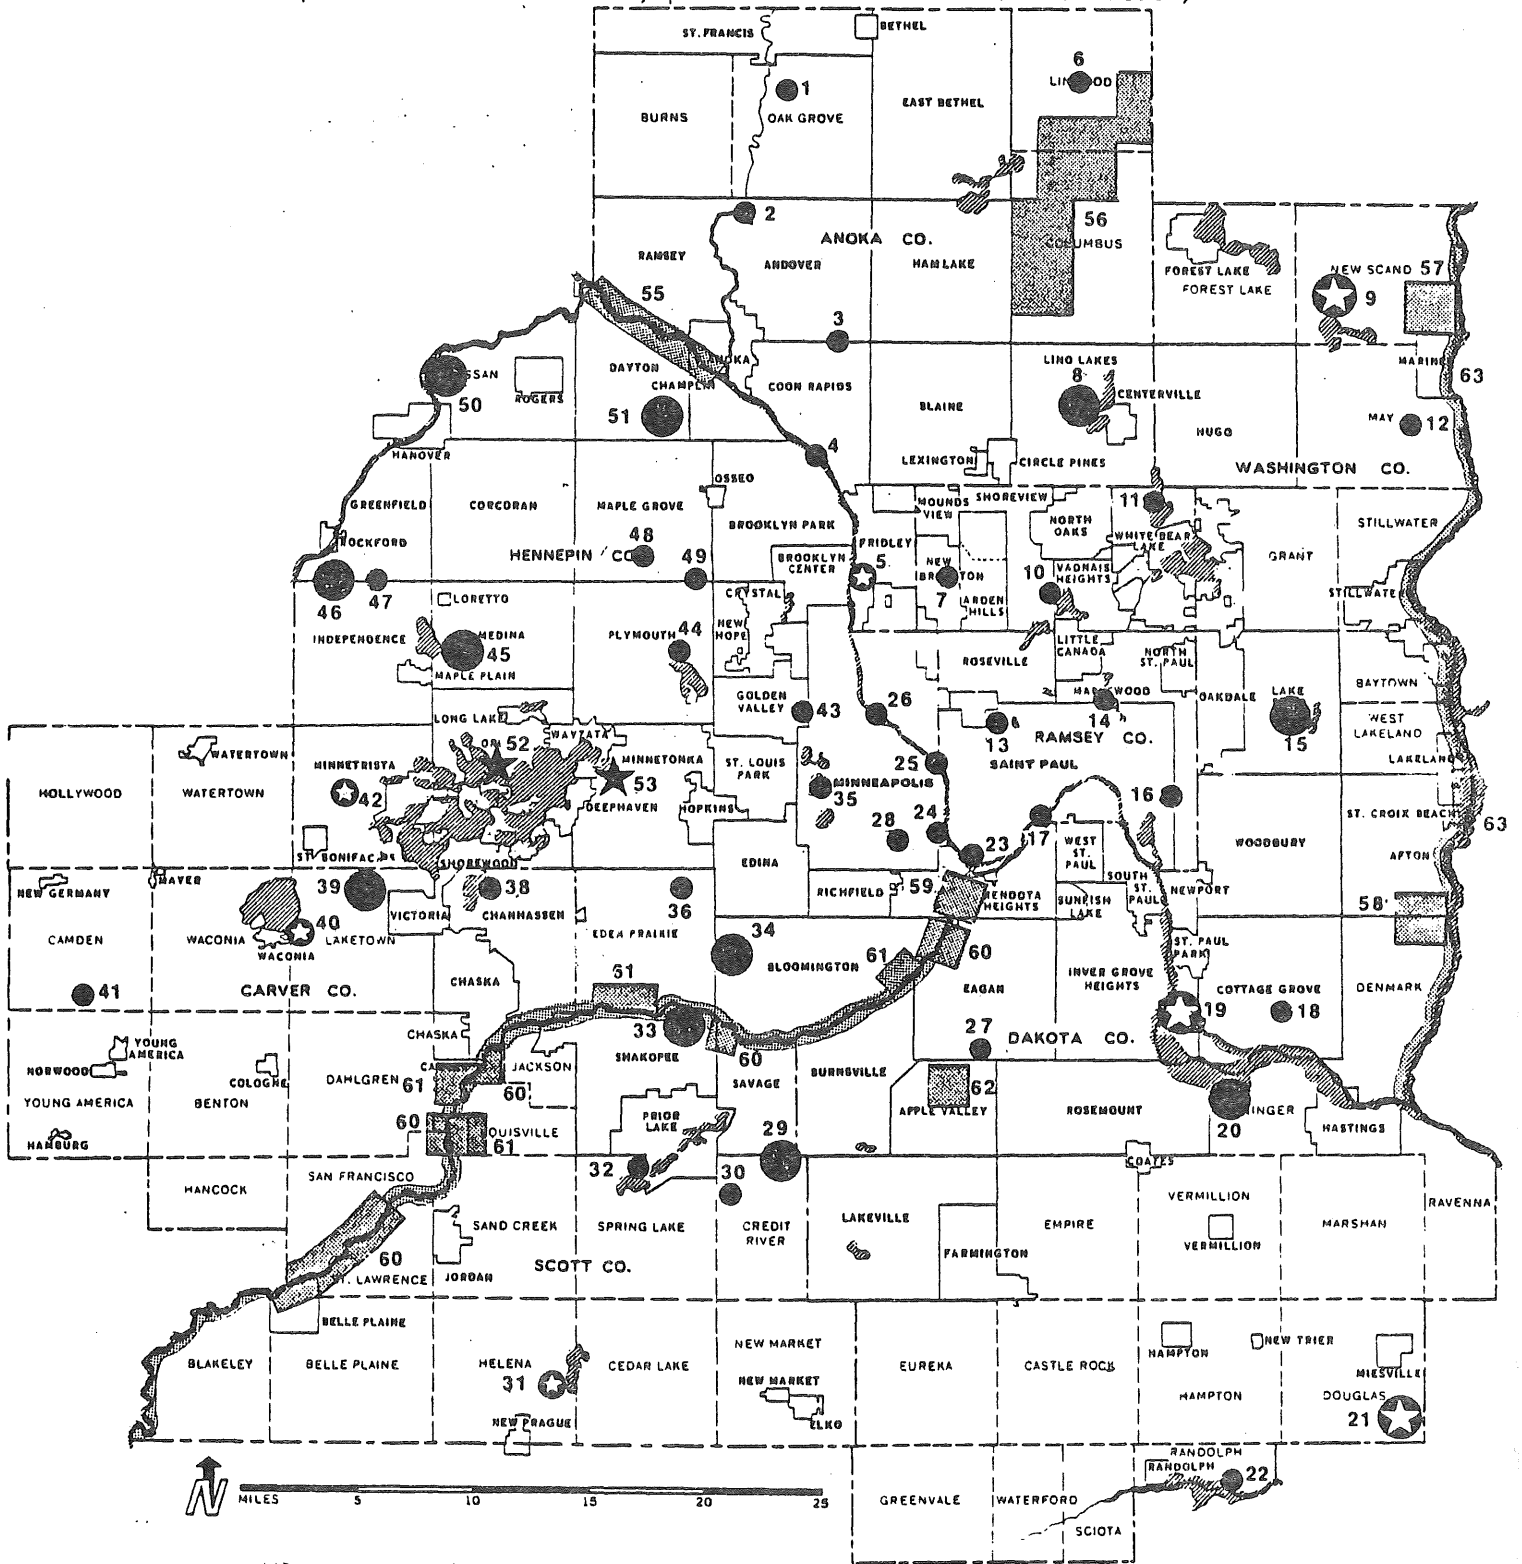 ST. FRANCIS
BETHEL
6
1
BURNS
OAK GROVE
EAST BETHEL
2
ANOKA CO.
56
COLUMBUS
RAMSEY
ANDOVER
HAM LAKE
FOREST LAKE
FOREST LAKE
NEW SCAND
57
9
55
3
DAYTON
CHAMPLIN
COON RAPIDS
LINO LAKES
8
CENTERVILLE
MARINE
63
ROGERS
50
51
BLAINE
HUGO
MAY
12
4
HANOVER
LEXINGTON
CIRCLE PINES
WASHINGTON CO.
OSSEO
GREENFIELD
CORCORAN
MAPLE GROVE
BROOKLYN PARK
MOUNDS
VIEW
SHOREVIEW
NORTH
OAKS
11
WHITE BEAR
LAKE
STILLWATER
HENNEPIN CO
48
49
BROOKLYN
CENTER
FRIDLEY
5
7
ARDEN
HILLS
10
VADNAIS
HEIGHTS
GRANT
STILLWATER
46
47
LORETTO
CRYSTAL
NEW
HOPE
INDEPENDENCE
MEDINA
45
MAPLE PLAIN
PLYMOUTH
44
ROSEVILLE
LITTLE
CANADA
NORTH
ST. PAUL
OAKDALE
LAKE
15
BAYTOWN
WEST
LAKELAND
LAKELAND
LONG LAKE
WAYZATA
GOLDEN
VALLEY
43
26
13
14
RAMSEY CO.
SAINT PAUL
WATERTOWN
HOLLYWOOD
WATERTOWN
MINNETRISTA
42
52
53
MINNETONKA
DEEPHAVEN
ST. LOUIS
PARK
HOPKINS
MINNEAPOLIS
35
25
24
28
23
17
16
WEST
ST.
PAUL
WOODBURY
ST. CROIX BEACH
63
AFTON
ST. BONIFACIUS
SHOREWOOD
EDINA
RICHFIELD
59
MENDOTA
HEIGHTS
SUNFISH
LAKE
SOUTH
ST.
PAUL
NEWPORT
58
NEW GERMANY
MAYER
39
38
VICTORIA
CHANHASSEN
36
CAMDEN
WACONIA
40
WACONIA
LAKETOWN
EDEN PRAIRIE
34
BLOOMINGTON
61
60
ST. PAUL
PARK
41
CARVER CO.
CHASKA
61
EAGAN
INVER GROVE
HEIGHTS
19
COTTAGE GROVE
18
DENMARK
27
DAKOTA CO.
YOUNG
AMERICA
NORWOOD
COLOGNE
CHASKA
33
SHAKOPEE
60
YOUNG AMERICA
BENTON
DAHLGREN
61
60
JACKSON
SAVAGE
BURNSVILLE
62
APPLE VALLEY
ROSEMOUNT
20
HASTINGS
HAMBURG
60
61
PRIOR
LAKE
29
COATES
HANCOCK
SAN FRANCISCO
32
30
VERMILLION
RAVENNA
SAND CREEK
SPRING LAKE
CREDIT
RIVER
LAKEVILLE
EMPIRE
VERMILLION
MARSHAN
60
FARMINGTON
JORDAN
SCOTT CO.
BELLE PLAINE
BLAKELEY
BELLE PLAINE
HELENA
31
NEW PRAGUE
CEDAR LAKE
NEW MARKET
NEW MARKET
ELKO
EUREKA
CASTLE ROCK
HAMPTON
HAMPTON
NEW TRIER
MIESVILLE
DOUGLAS
21
RANDOLPH
RANDOLPH
22
N
MILES 5 10 15 20 25
GREENVALE
WATERFORD
SCIOTA